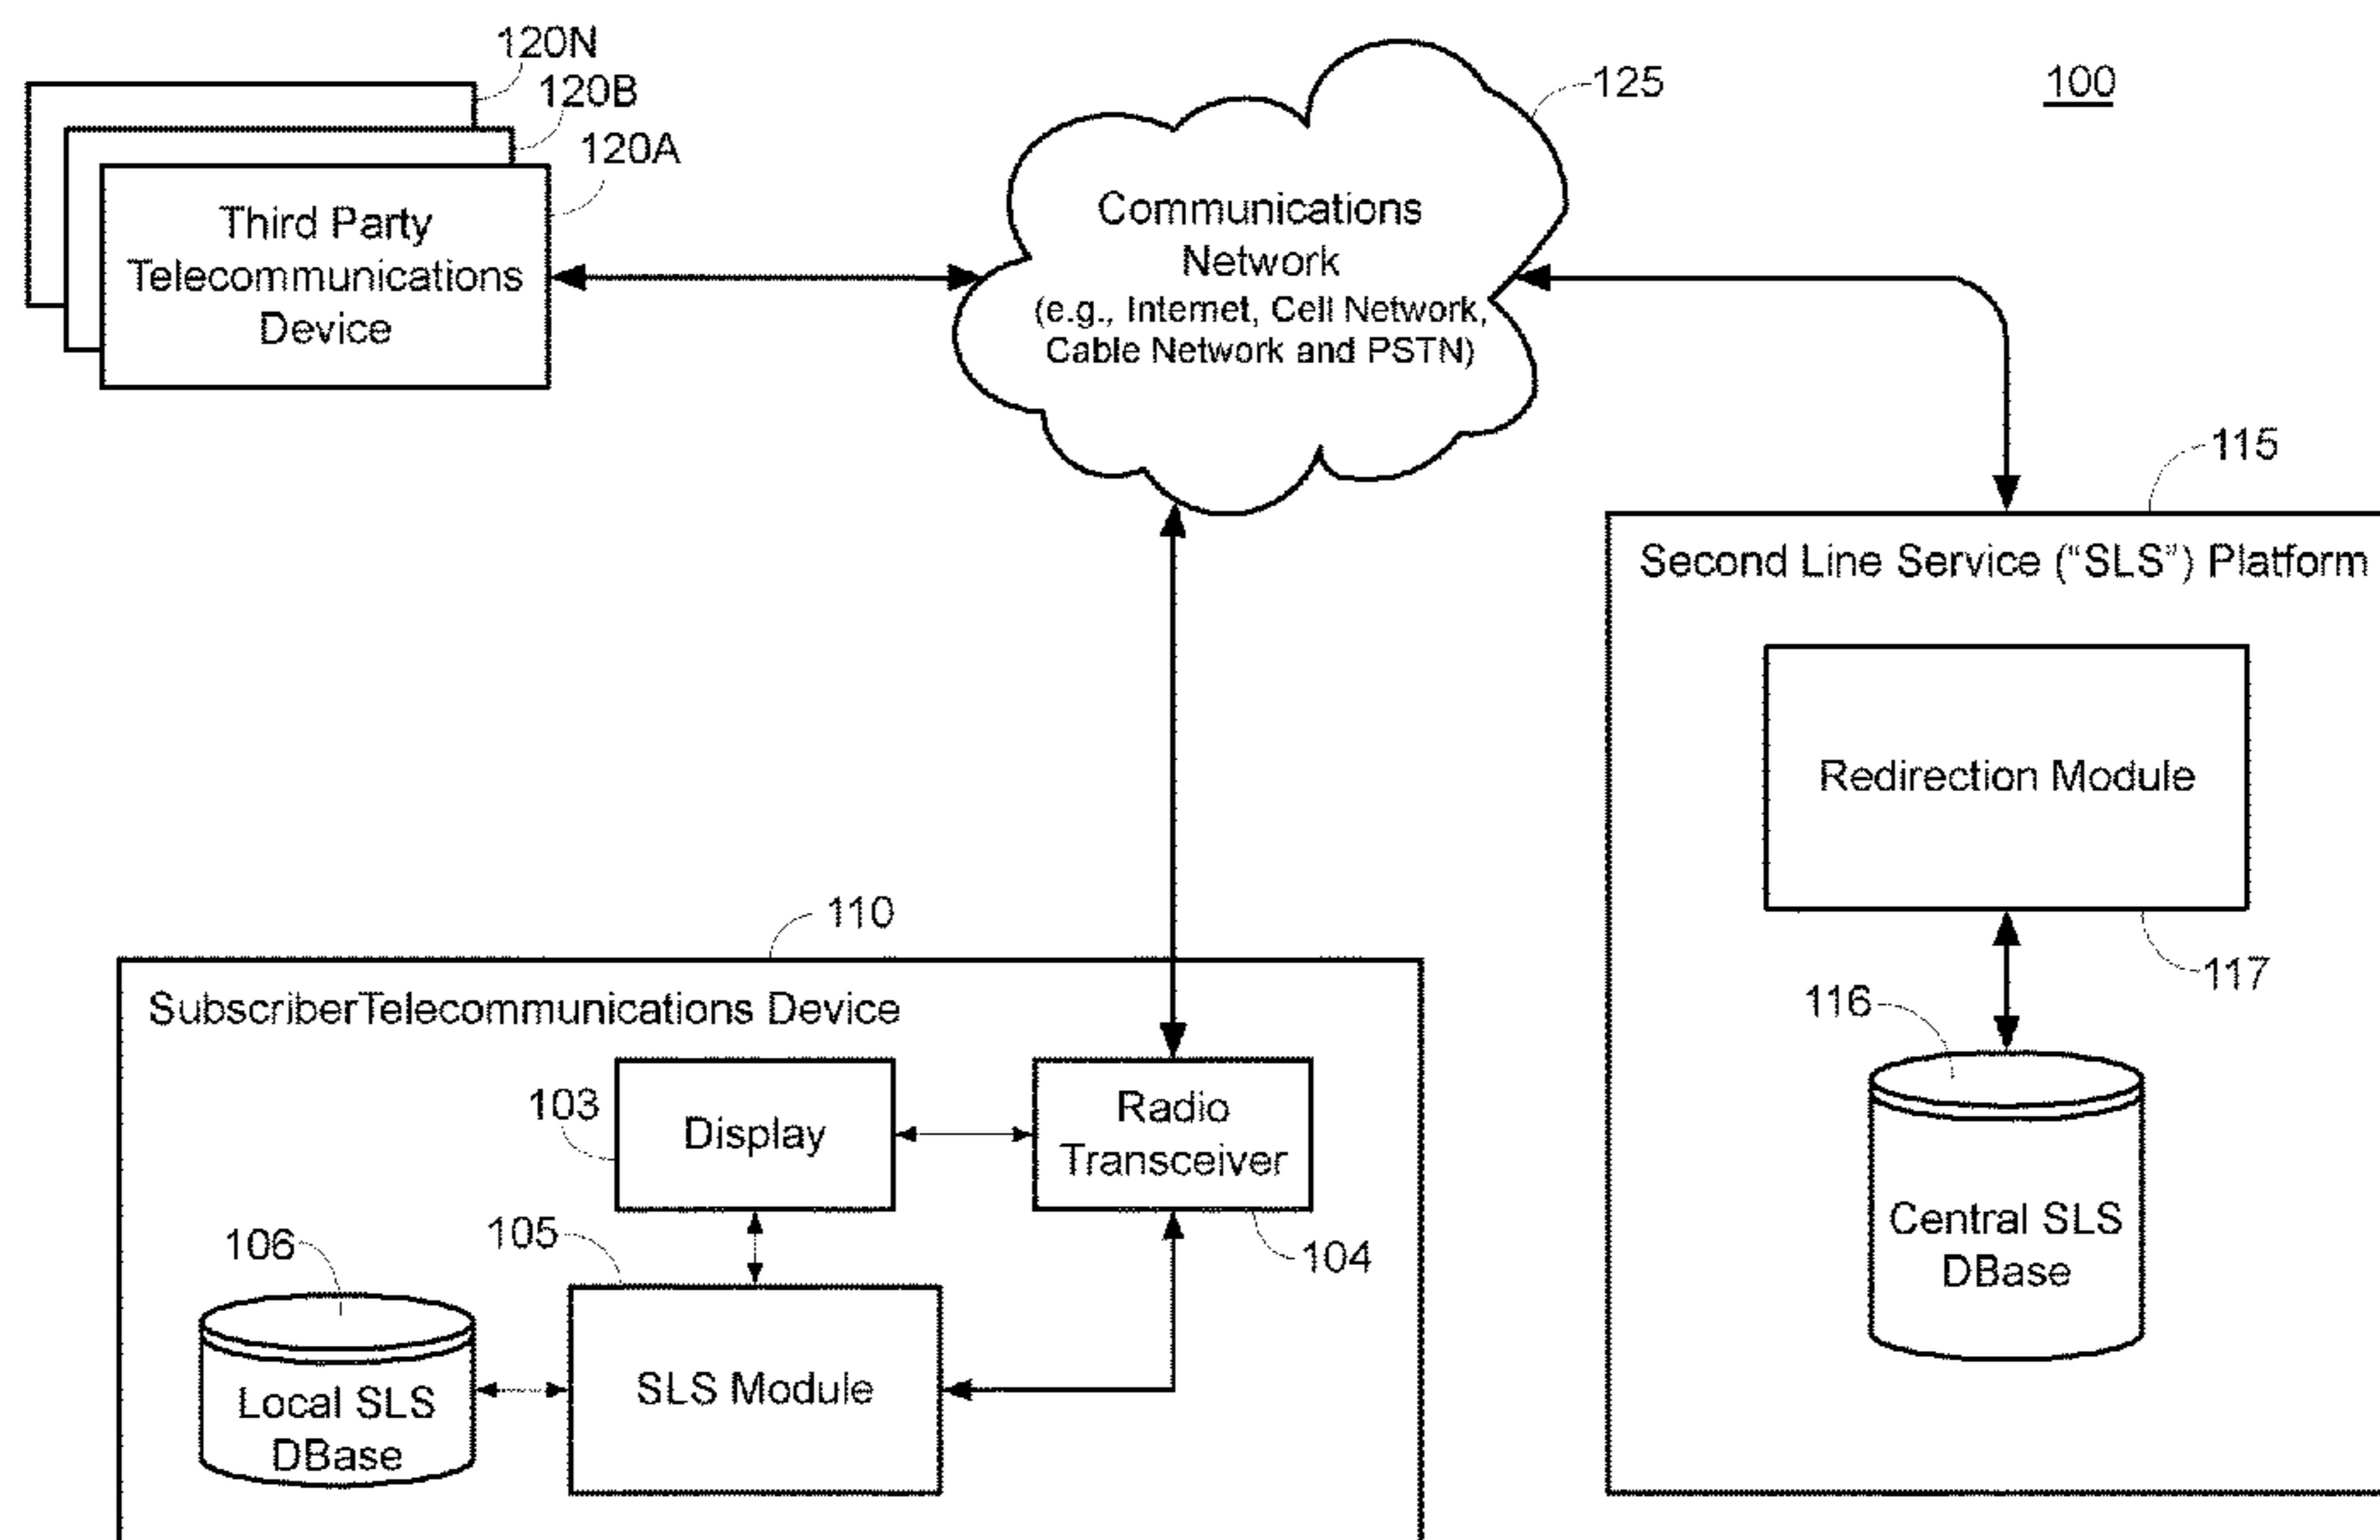 120N
120B
120A
125
100
Third Party
Telecommunications
Device
Communications
Network
(e.g., Internet, Cell Network,
Cable Network and PSTN)
115
Second Line Service (“SLS”) Platform
Redirection Module
117
116
Central SLS
DBase
110
SubscriberTelecommunications Device
103
Display
Radio
Transceiver
104
105
106
SLS Module
Local SLS
DBase